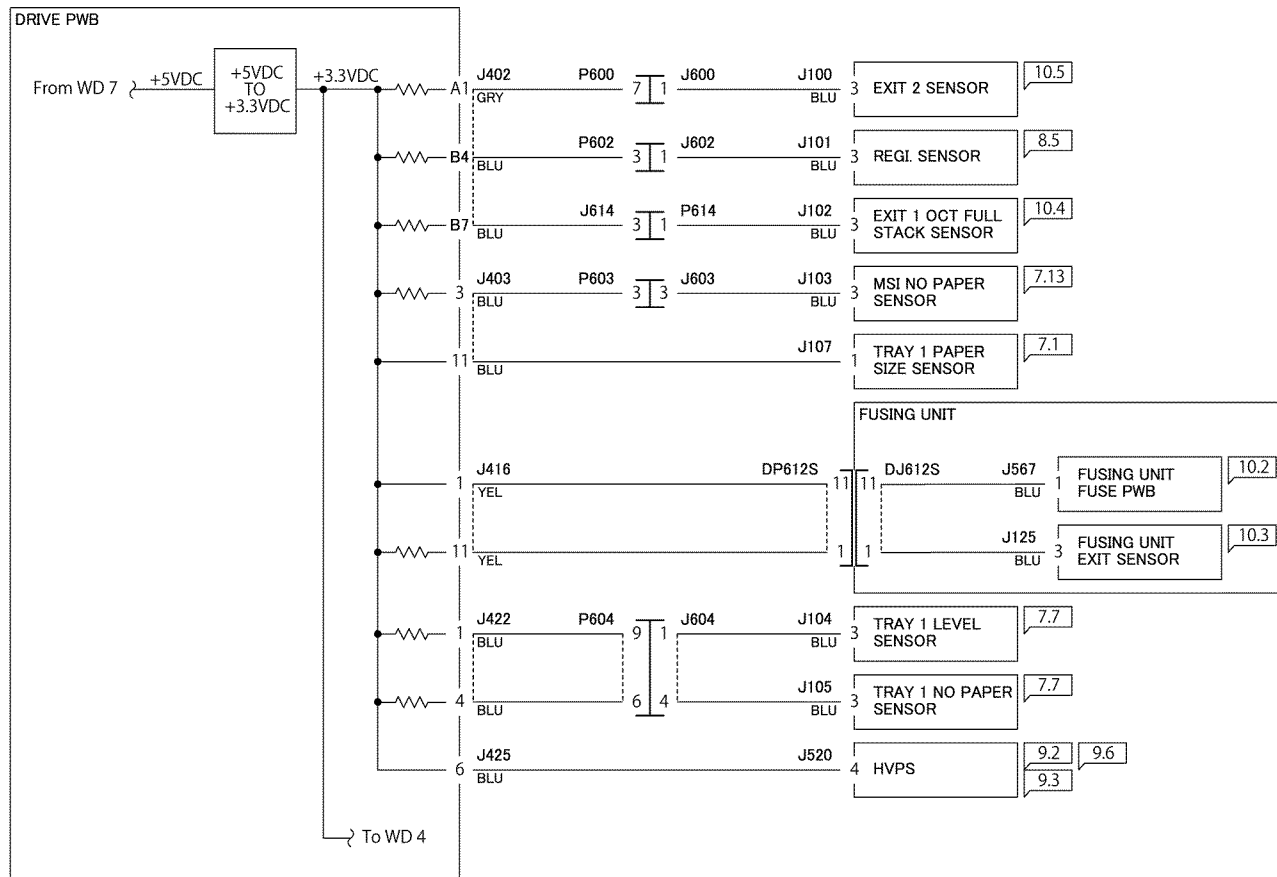 DRIVE PWB
From WD 7
+5VDC
+5VDC
TO
+3.3VDC
+3.3VDC
A1
J402
GRY
P600
7 1
J600
J100
BLU
3
EXIT 2 SENSOR
10.5
B4
BLU
P602
3 1
J602
J101
BLU
3
REGI. SENSOR
8.5
B7
BLU
J614
3 1
P614
J102
BLU
3
EXIT 1 OCT FULL
STACK SENSOR
10.4
3
J403
BLU
P603
3 3
J603
J103
BLU
3
MSI NO PAPER
SENSOR
7.13
11
BLU
J107
1
TRAY 1 PAPER
SIZE SENSOR
7.1
FUSING UNIT
1
J416
YEL
DP612S
11 11
DJ612S
J567
BLU
1
FUSING UNIT
FUSE PWB
10.2
11
YEL
1 1
J125
BLU
3
FUSING UNIT
EXIT SENSOR
10.3
1
J422
BLU
P604
9 1
J604
J104
BLU
3
TRAY 1 LEVEL
SENSOR
7.7
4
BLU
6 4
J105
BLU
3
TRAY 1 NO PAPER
SENSOR
7.7
6
J425
BLU
J520
4
HVPS
9.2
9.6
9.3
To WD 4